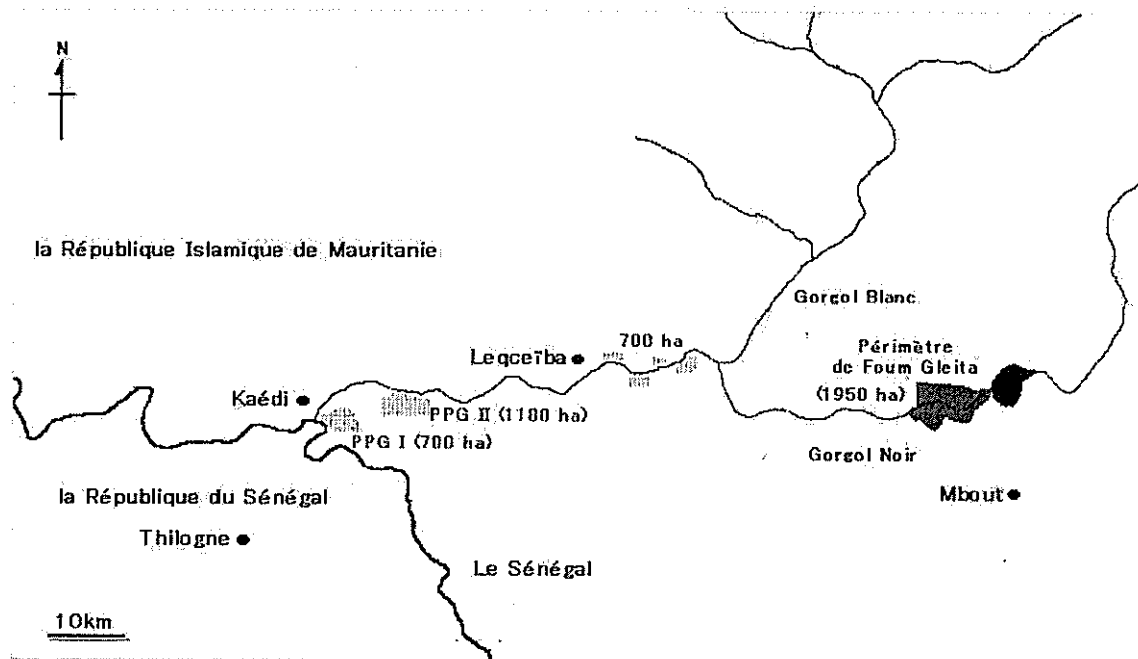 N
la République Islamique de Mauritanie
Gorgol Blanc
700 ha
Leqceïba
Périmètre
de Foum Gleita
(1950 ha)
Kaédi
PPG II (1100 ha)
PPG I (700 ha)
Gorgol Noir
la République du Sénégal
Mbout
Thilogne
Le Sénégal
10km